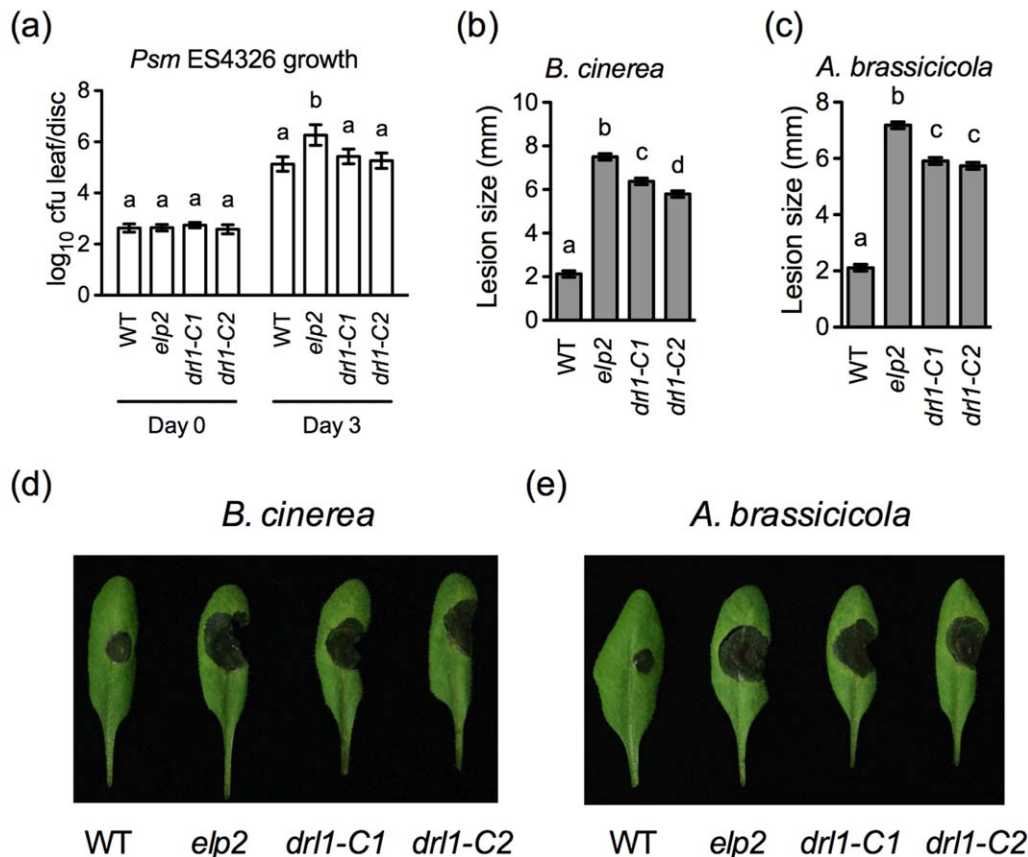 (a)
Psm ES4326 growth
log10 cfu leaf/disc
8
6
4
2
0
a a a a a b a a
WT elp2 drl1-C1 drl1-C2 WT elp2 drl1-C1 drl1-C2
Day 0 Day 3
(b)
B. cinerea
Lesion size (mm)
10
8
6
4
2
0
a b c d
WT elp2 drl1-C1 drl1-C2
(c)
A. brassicicola
Lesion size (mm)
8
6
4
2
0
a b c c
WT elp2 drl1-C1 drl1-C2
(d)
B. cinerea
WT elp2 drl1-C1 drl1-C2
(e)
A. brassicicola
WT elp2 drl1-C1 drl1-C2